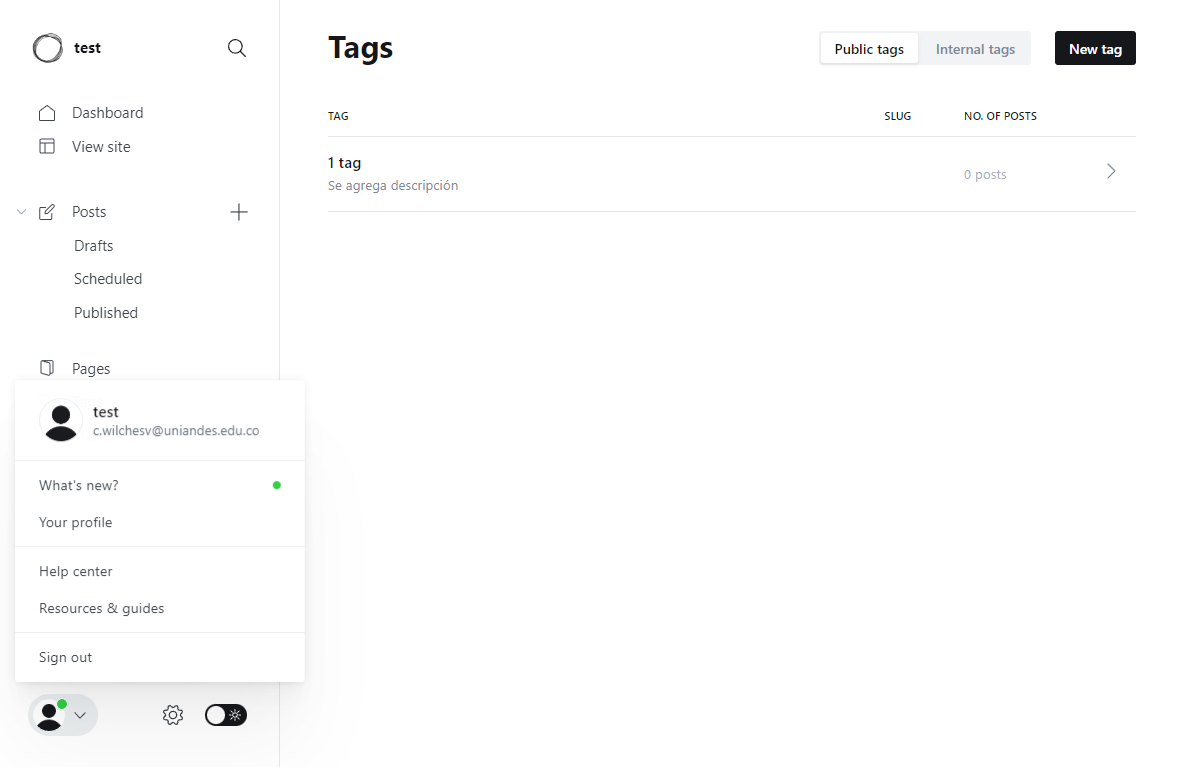 test
Dashboard
View site
Posts
Drafts
Scheduled
Published
Pages
test
c.wilchesv@uniandes.edu.co
What's new?
Your profile
Help center
Resources & guides
Sign out
Tags
Public tags
Internal tags
New tag
TAG
SLUG
NO. OF POSTS
1 tag
Se agrega descripción
0 posts